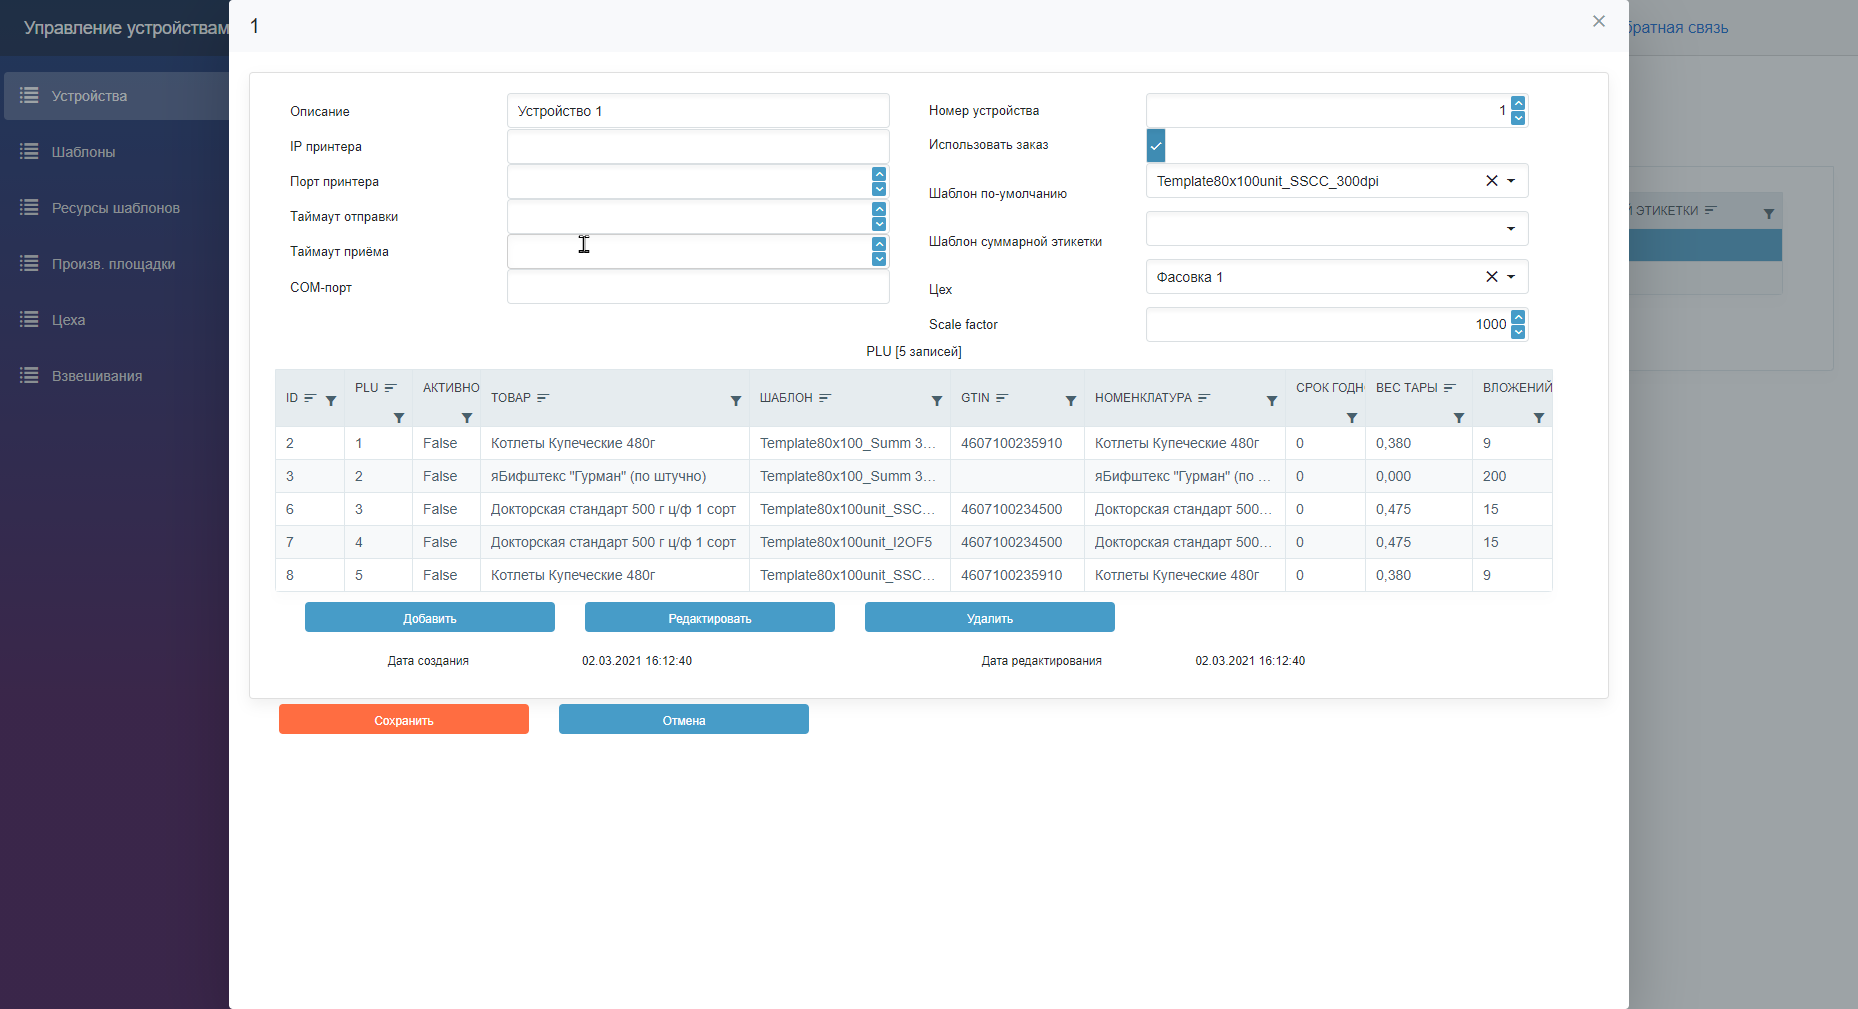 Управление устройствам
братная связь
Устройства
Шаблоны
Ресурсы шаблонов
Произв. площадки
Цеха
Взвешивания
1
Описание Устройство 1
IP принтера
Порт принтера
Таймаут отправки
Таймаут приёма
COM-порт
Номер устройства 1
Использовать заказ
Шаблон по-умолчанию Template80x100unit_SSCC_300dpi
Шаблон суммарной этикетки
Цех Фасовка 1
Scale factor 1000
Й ЭТИКЕТКИ
PLU [5 записей]
ID PLU АКТИВНО ТОВАР ШАБЛОН GTIN НОМЕНКЛАТУРА СРОК ГОДН ВЕС ТАРЫ ВЛОЖЕНИЙ
2 1 False Котлеты Купеческие 480г Template80x100_Summ 3... 4607100235910 Котлеты Купеческие 480г 0 0,380 9
3 2 False яБифштекс "Гурман" (по штучно) Template80x100_Summ 3... яБифштекс "Гурман" (по ... 0 0,000 200
6 3 False Докторская стандарт 500 г ц/ф 1 сорт Template80x100unit_SSC... 4607100234500 Докторская стандарт 500... 0 0,475 15
7 4 False Докторская стандарт 500 г ц/ф 1 сорт Template80x100unit_I2OF5 4607100234500 Докторская стандарт 500... 0 0,475 15
8 5 False Котлеты Купеческие 480г Template80x100unit_SSC... 4607100235910 Котлеты Купеческие 480г 0 0,380 9
Добавить Редактировать Удалить
Дата создания 02.03.2021 16:12:40 Дата редактирования 02.03.2021 16:12:40
Сохранить Отмена